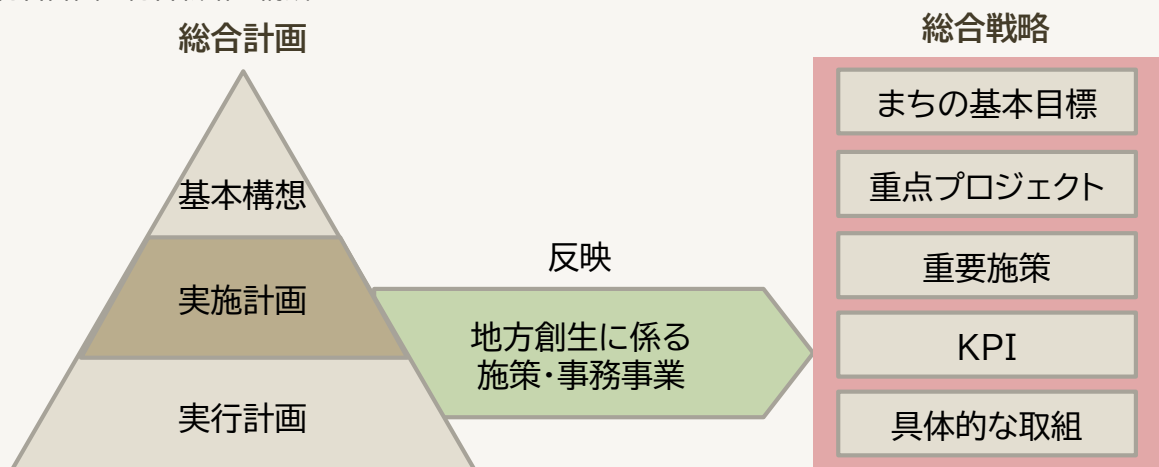 総合計画
基本構想
実施計画
実行計画
反映
地方創生に係る
施策・事務事業
総合戦略
まちの基本目標
重点プロジェクト
重要施策
KPI
具体的な取組